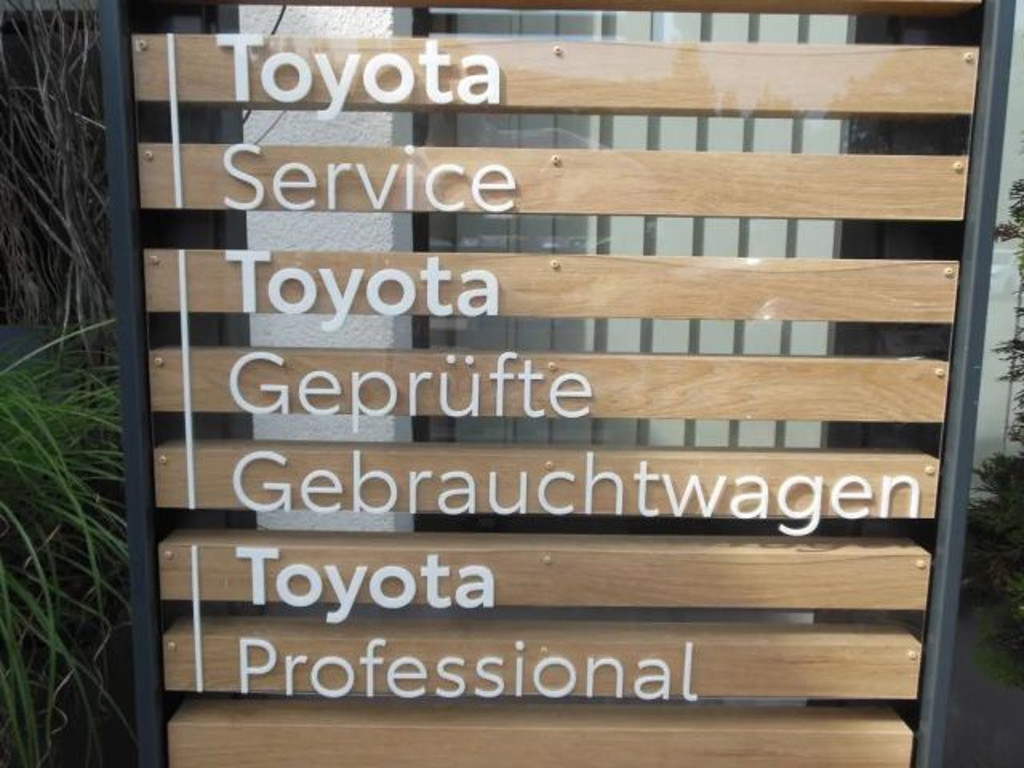 Toyota
Service
Toyota
Geprüfte
Gebrauchtwagen
Toyota
Professional